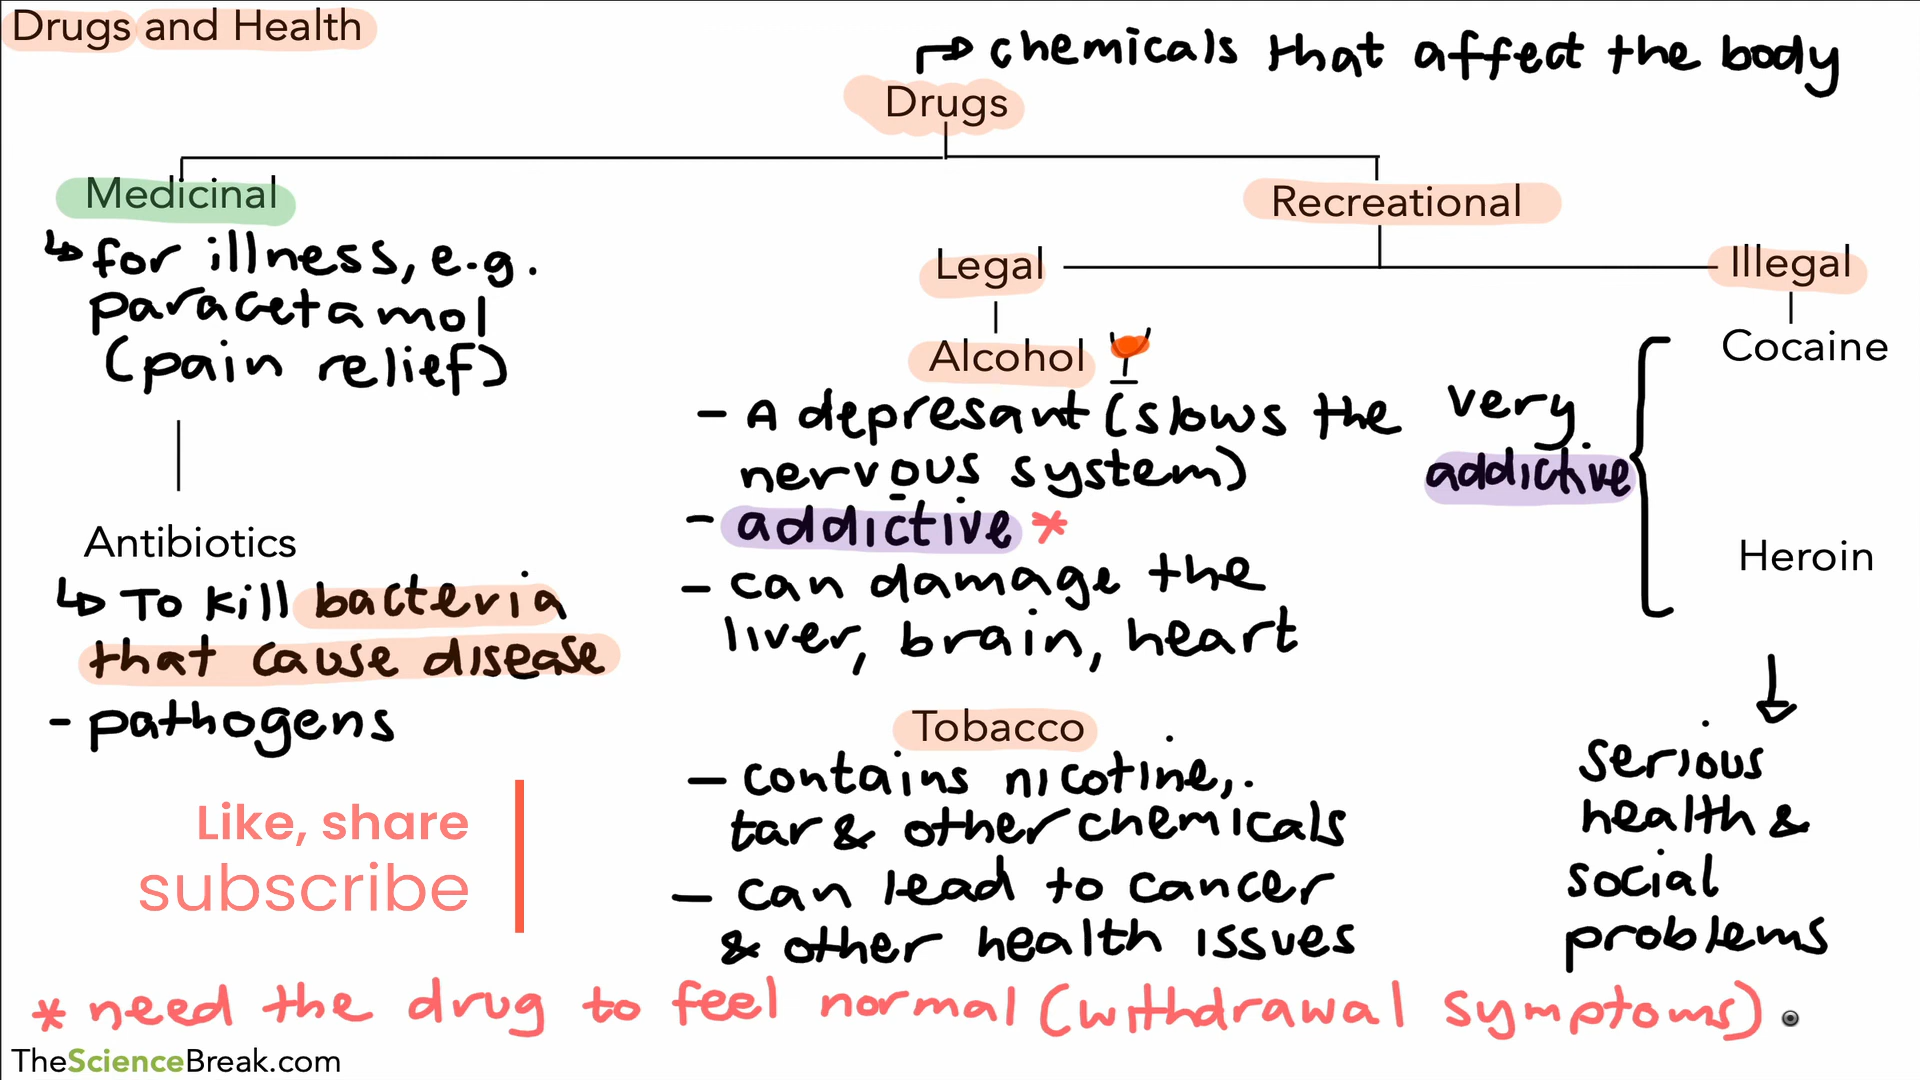 Drugs and Health
chemicals that affect the body
Drugs
Medicinal
for illness, e.g.
paracetamol
(pain relief)
Antibiotics
To kill bacteria
that cause disease
- pathogens
Like, share
subscribe
Recreational
Legal
Alcohol
- A depresant (slows the
nervous system)
- addictive *
- can damage the
liver, brain, heart
Tobacco
- contains nicotine,
tar & other chemicals
- can lead to cancer
& other health issues
Illegal
Cocaine
very
addictive
Heroin
serious
health &
social
problems
* need the drug to feel normal (withdrawal symptoms)
TheScienceBreak.com